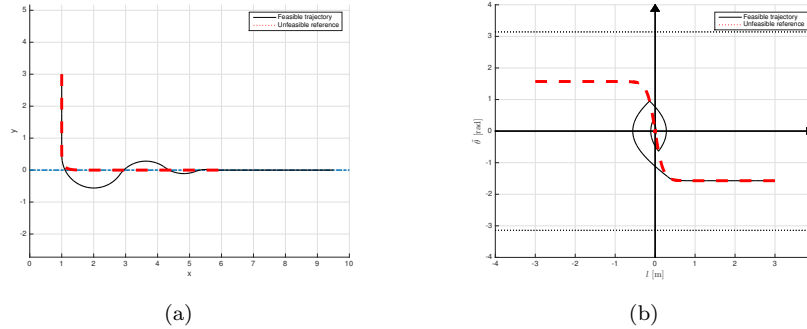 Feasible trajectory
Unfeasible reference
5
4
3
2
1
0
-1
-2
y
0 1 2 3 4 5 6 7 8 9 10
x
(a)
Feasible trajectory
Unfeasible reference
4
3
2
1
0
-1
-2
-3
-4
θ̃ [rad]
-4 -3 -2 -1 0 1 2 3 4
l [m]
(b)